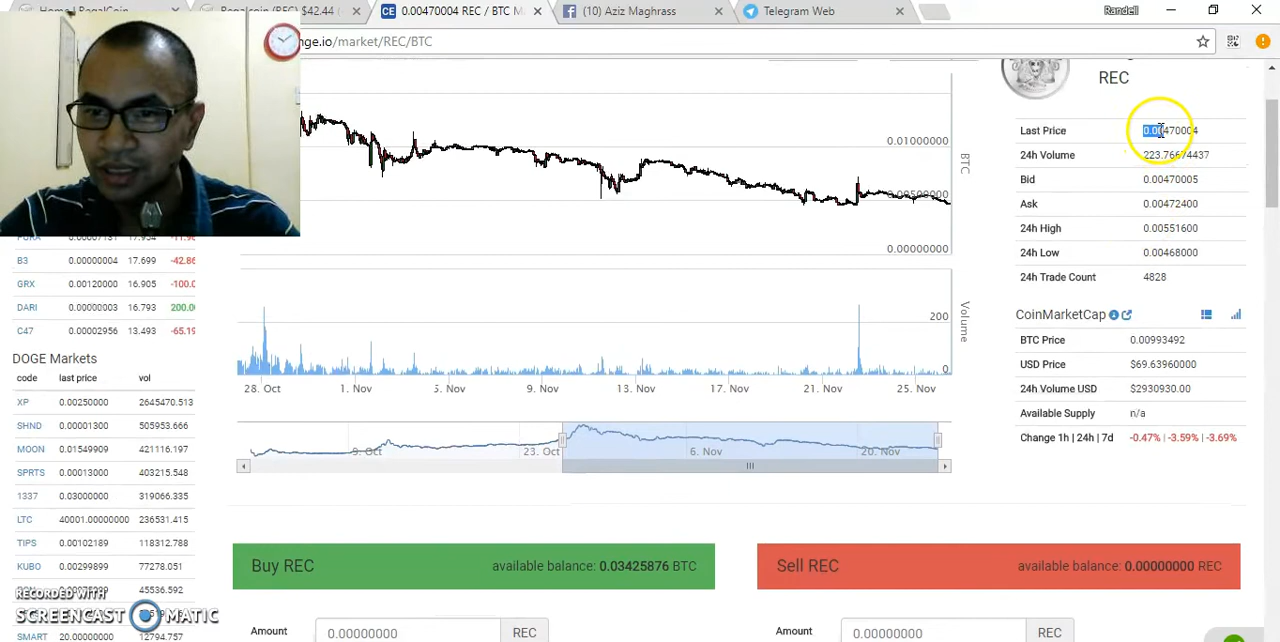 0.00470004 REC / BTC M
(10) Aziz Maghrass
Telegram Web
Randell
nge.io/market/REC/BTC
REC
Last Price 0.00470004
24h Volume 223.76674437
Bid 0.00470005
Ask 0.00472400
24h High 0.00551600
24h Low 0.00468000
24h Trade Count 4828
CoinMarketCap
BTC Price 0.00993492
USD Price $69.63960000
24h Volume USD $2930930.00
Available Supply n/a
Change 1h | 24h | 7d -0.47% | -3.59% | -3.69%
0.01000000
0.00500000
0.00000000
BTC
200
0
Volume
28. Oct 1. Nov 5. Nov 9. Nov 13. Nov 17. Nov 21. Nov 25. Nov
9. Oct 23. Oct 6. Nov 20. Nov
B3 0.00000004 17.699 -42.86
GRX 0.00120000 16.905 -100.0
DARI 0.00000003 16.793 200.00
C47 0.00002956 13.493 -65.19
DOGE Markets
code last price vol
XP 0.00250000 2645470.513
SHND 0.00001300 505953.666
MOON 0.01549909 421116.197
SPRTS 0.00013000 403215.548
1337 0.03000000 319066.335
LTC 40001.00000000 236531.415
TIPS 0.00102189 118312.788
KUBO 0.00299899 77278.051
45536.592
SMART 20.00000000 12794.757
RECORDED WITH
SCREENCAST MATIC
Buy REC available balance: 0.03425876 BTC
Sell REC available balance: 0.00000000 REC
Amount 0.00000000 REC
Amount 0.00000000 REC